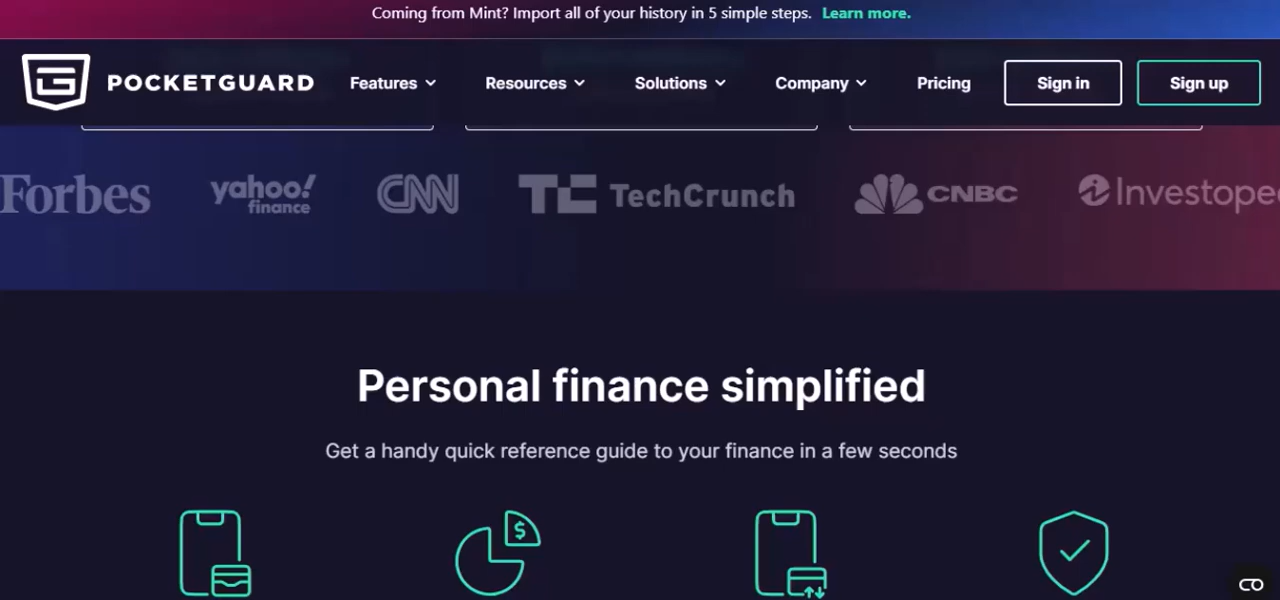 Coming from Mint? Import all of your history in 5 simple steps. Learn more.
POCKETGUARD Features Resources Solutions Company Pricing Sign in Sign up
Forbes yahoo! finance CNN TechCrunch CNBC Investope
Personal finance simplified
Get a handy quick reference guide to your finance in a few seconds
$